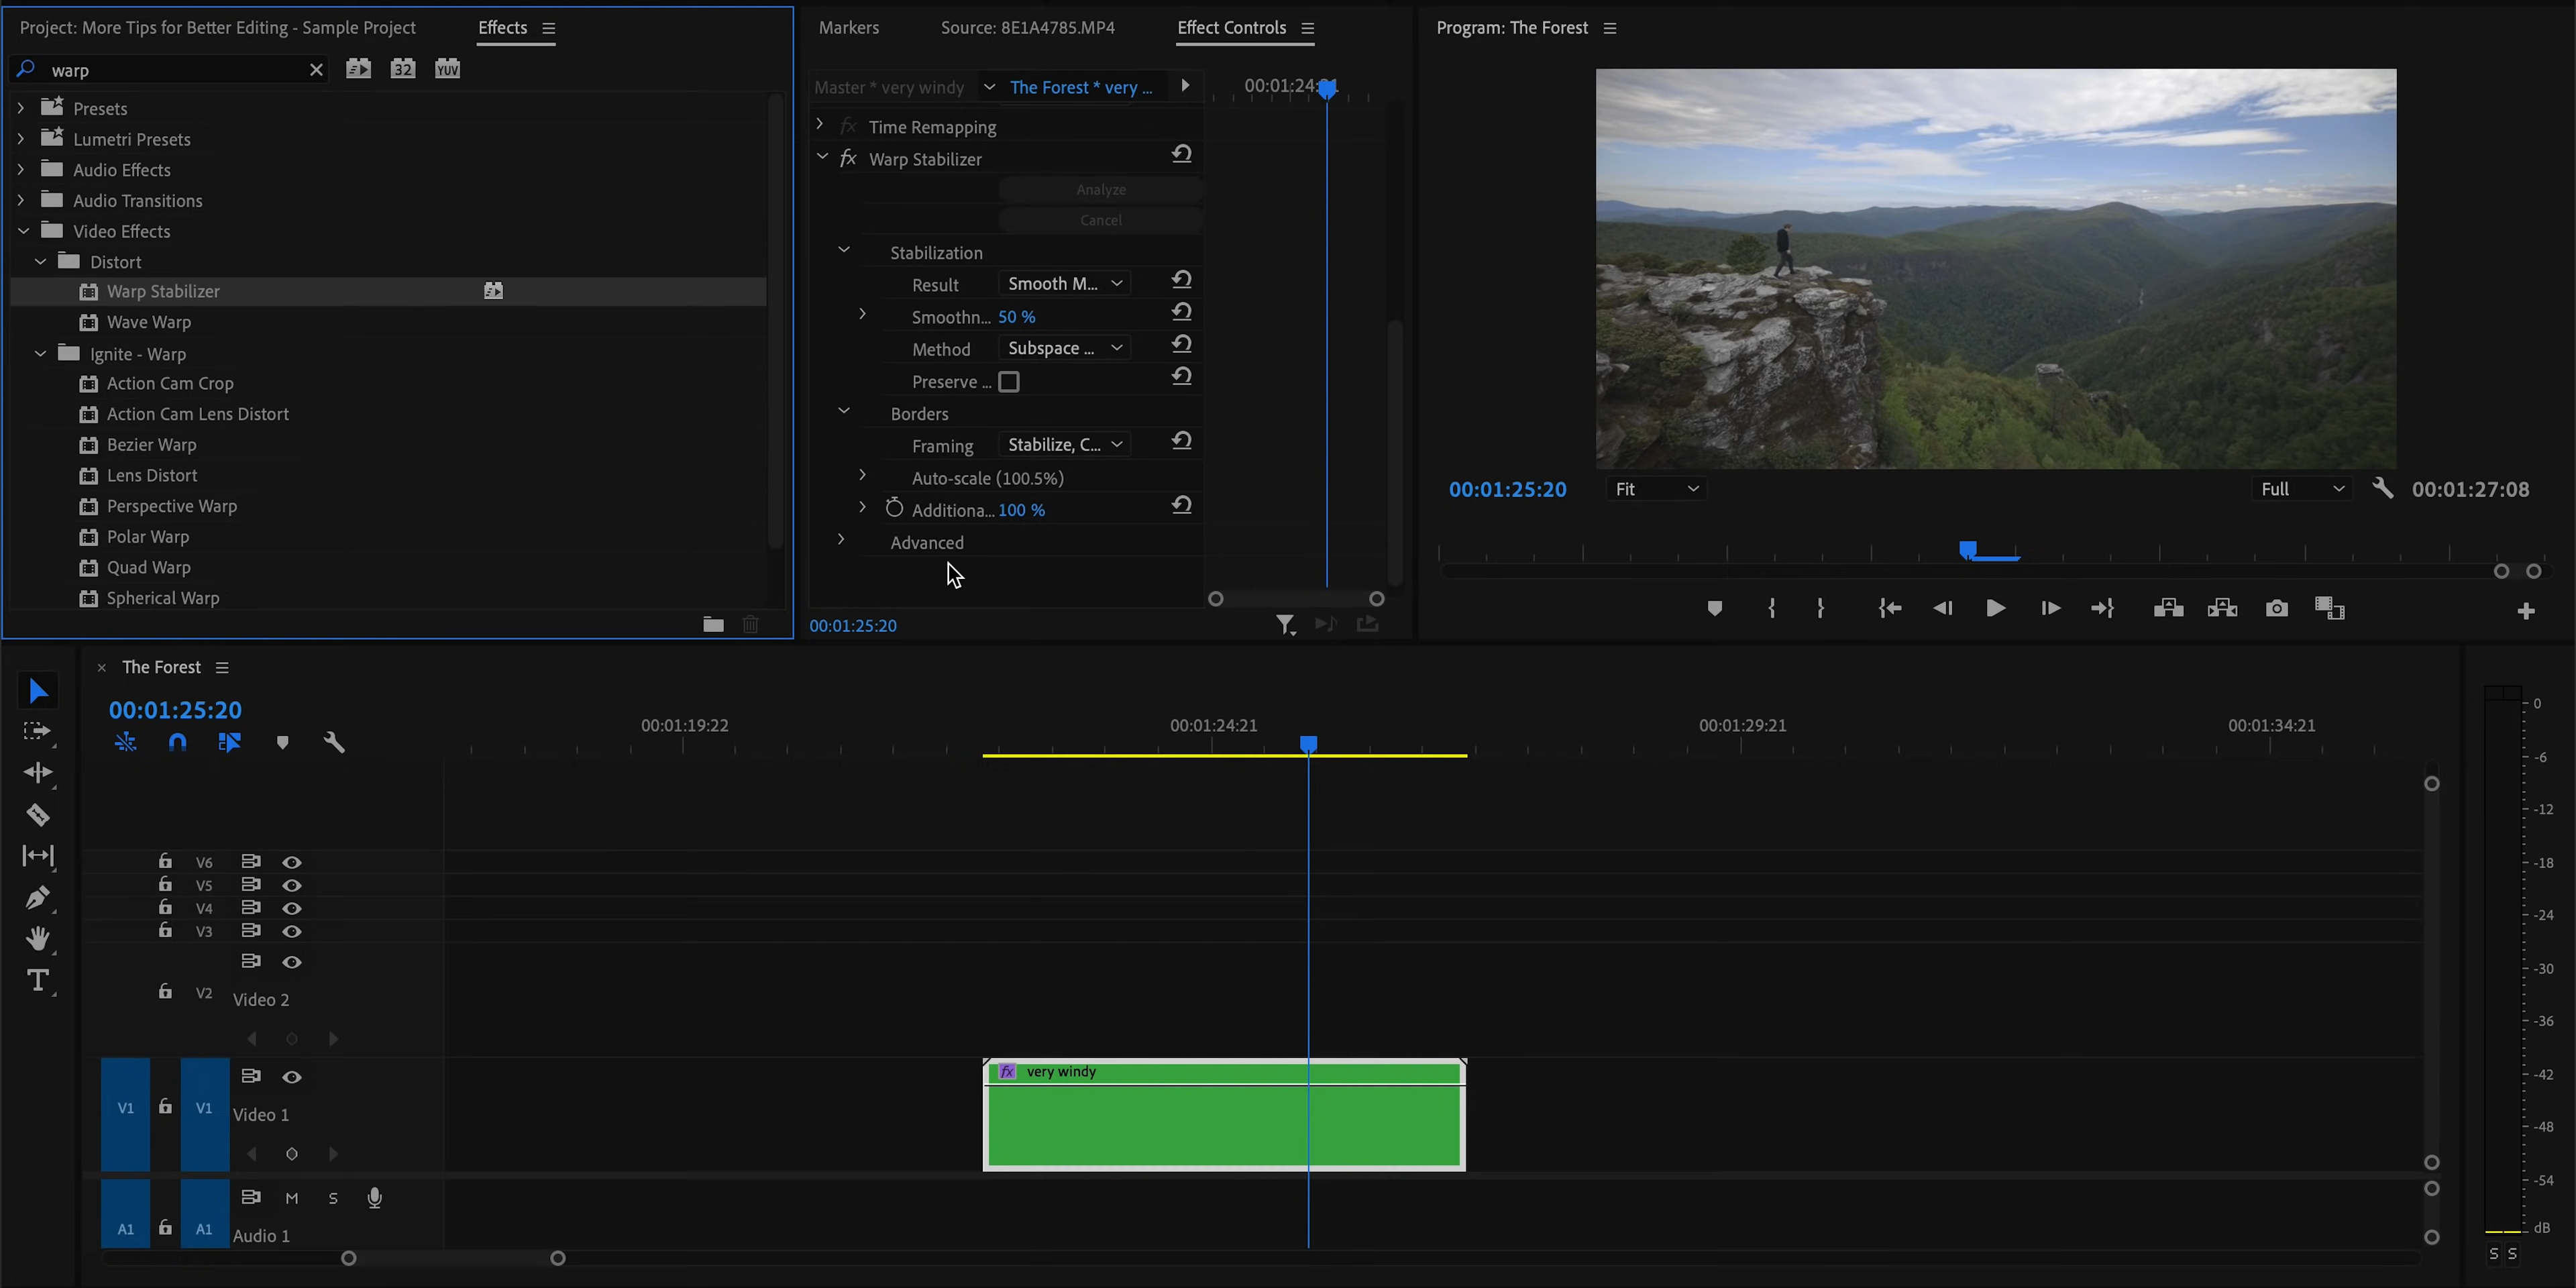 Project: More Tips for Better Editing - Sample Project
Effects
warp
32
YUV
Presets
Lumetri Presets
Audio Effects
Audio Transitions
Video Effects
Distort
Warp Stabilizer
Wave Warp
Ignite - Warp
Action Cam Crop
Action Cam Lens Distort
Bezier Warp
Lens Distort
Perspective Warp
Polar Warp
Quad Warp
Spherical Warp
Markers
Source: 8E1A4785.MP4
Effect Controls
Master * very windy
The Forest * very ...
00:01:24:21
fx Time Remapping
fx Warp Stabilizer
Analyze
Cancel
Stabilization
Result Smooth M...
Smoothn... 50 %
Method Subspace ...
Preserve ...
Borders
Framing Stabilize, C...
Auto-scale (100.5%)
Additiona... 100 %
Advanced
00:01:25:20
Program: The Forest
00:01:25:20
Fit
Full
00:01:27:08
The Forest
00:01:25:20
00:01:19:22
00:01:24:21
00:01:29:21
00:01:34:21
V6
V5
V4
V3
V2 Video 2
V1 V1 Video 1
fx very windy
A1 A1 Audio 1
M S
T
0
-6
-12
-18
-24
-30
-36
-42
-48
-54
dB
S S